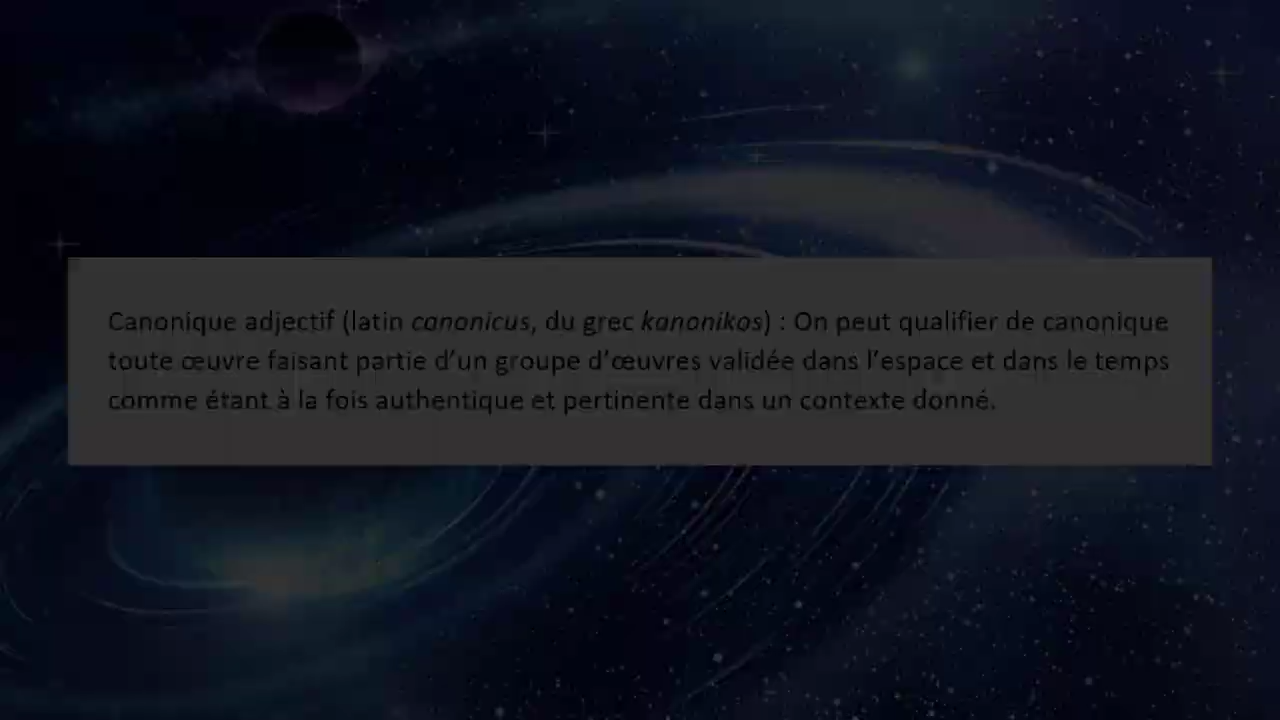 Canonique adjectif (latin canonicus, du grec kanonikos) : On peut qualifier de canonique
toute œuvre faisant partie d’un groupe d’œuvres validée dans l’espace et dans le temps
comme étant à la fois authentique et pertinente dans un contexte donné.